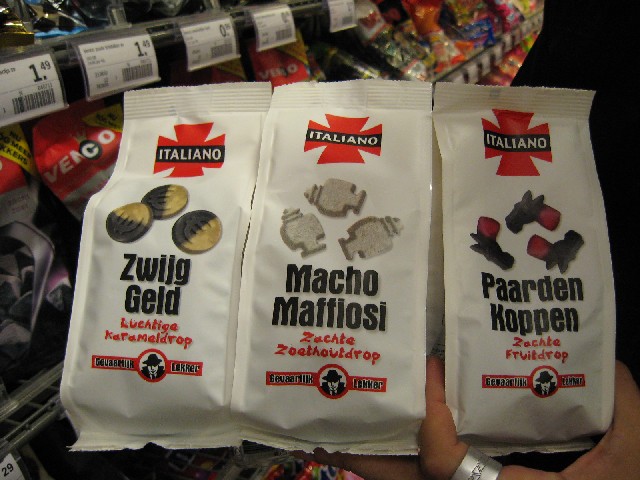 1.49
1.49
VENCO
ITALIANO
Zwijg
Geld
Luchtige
Karameldrop
Gevaarlijk Lekker
ITALIANO
Macho
Maffiosi
Zachte
Zoethoutdrop
Gevaarlijk Lekker
ITALIANO
Paarden
Koppen
Zachte
Fruitdrop
Gevaarlijk Lekker
29